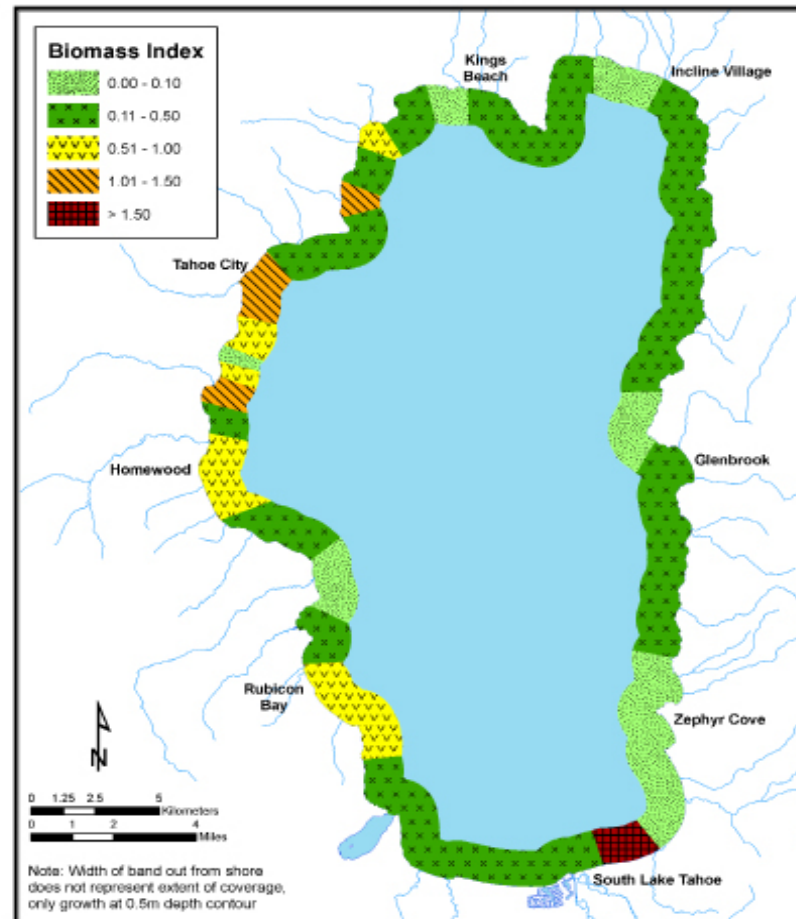 Biomass Index
0.00 - 0.10
0.11 - 0.50
0.51 - 1.00
1.01 - 1.50
> 1.50
Kings
Beach
Incline Village
Tahoe City
Homewood
Glenbrook
Rubicon
Bay
Zephyr Cove
South Lake Tahoe
N
0 1.25 2.5 5
Kilometers
0 1 2 4
Miles
Note: Width of band out from shore
does not represent extent of coverage,
only growth at 0.5m depth contour